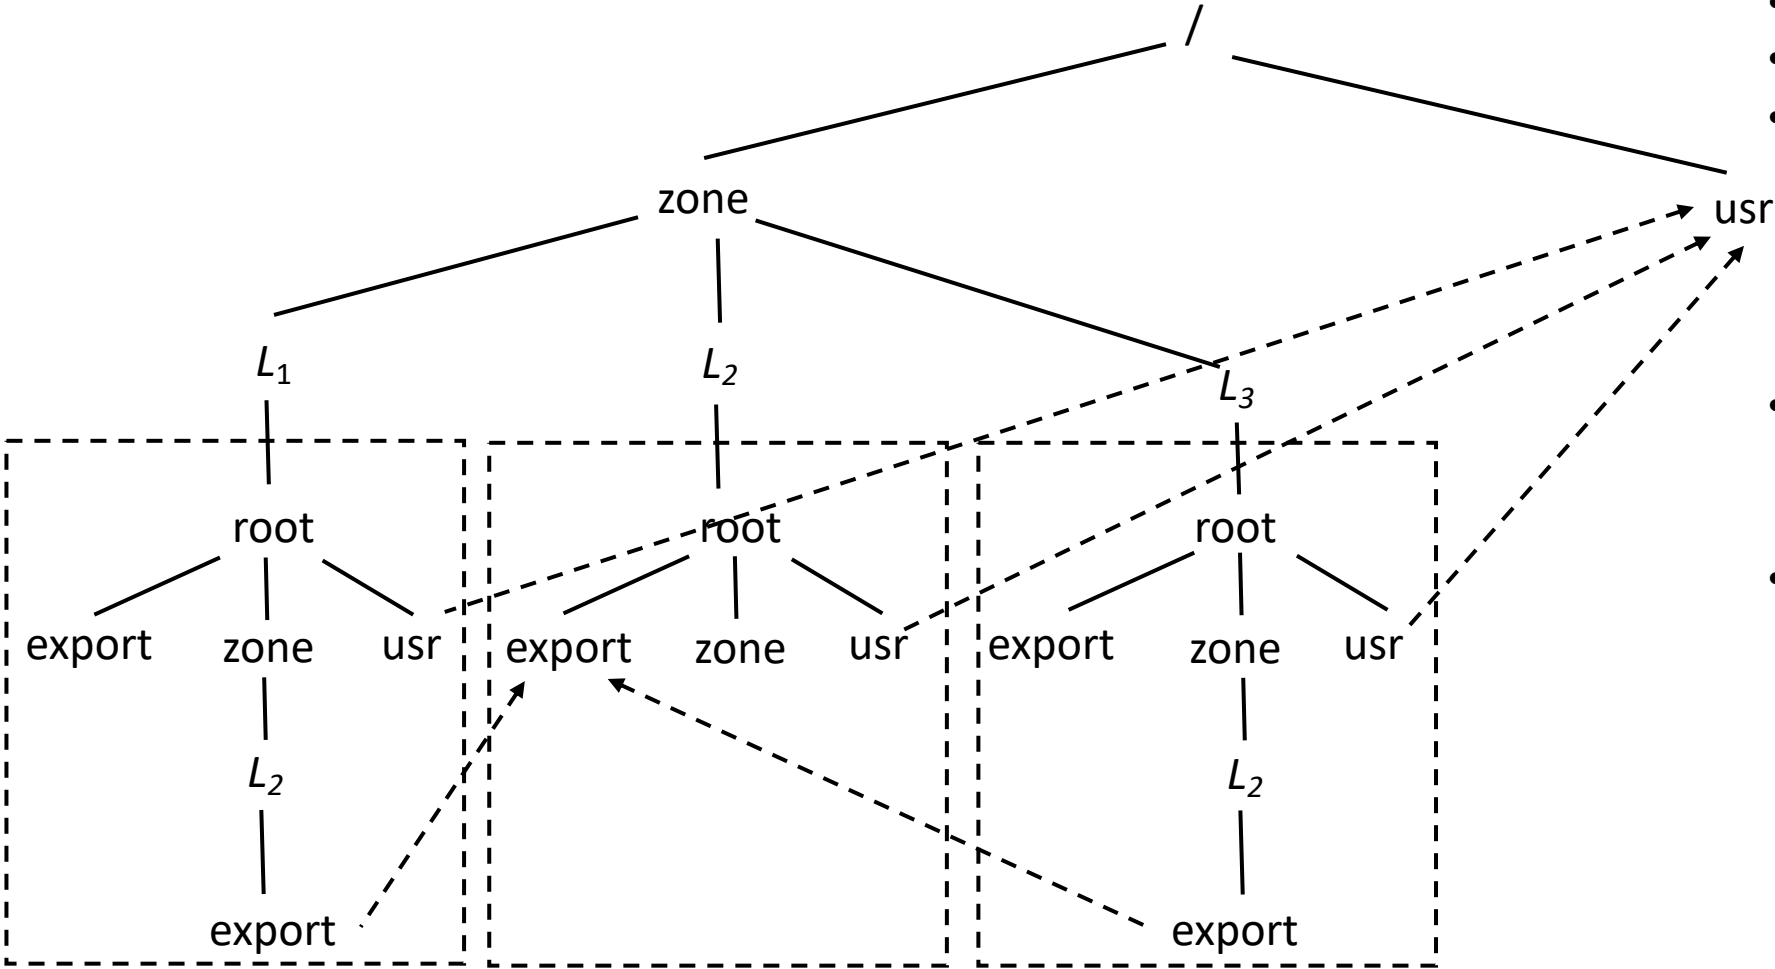 /
zone
usr
L₁
L₂
L₃
root
root
root
export zone usr
export zone usr
export zone usr
L₂
L₂
export
export